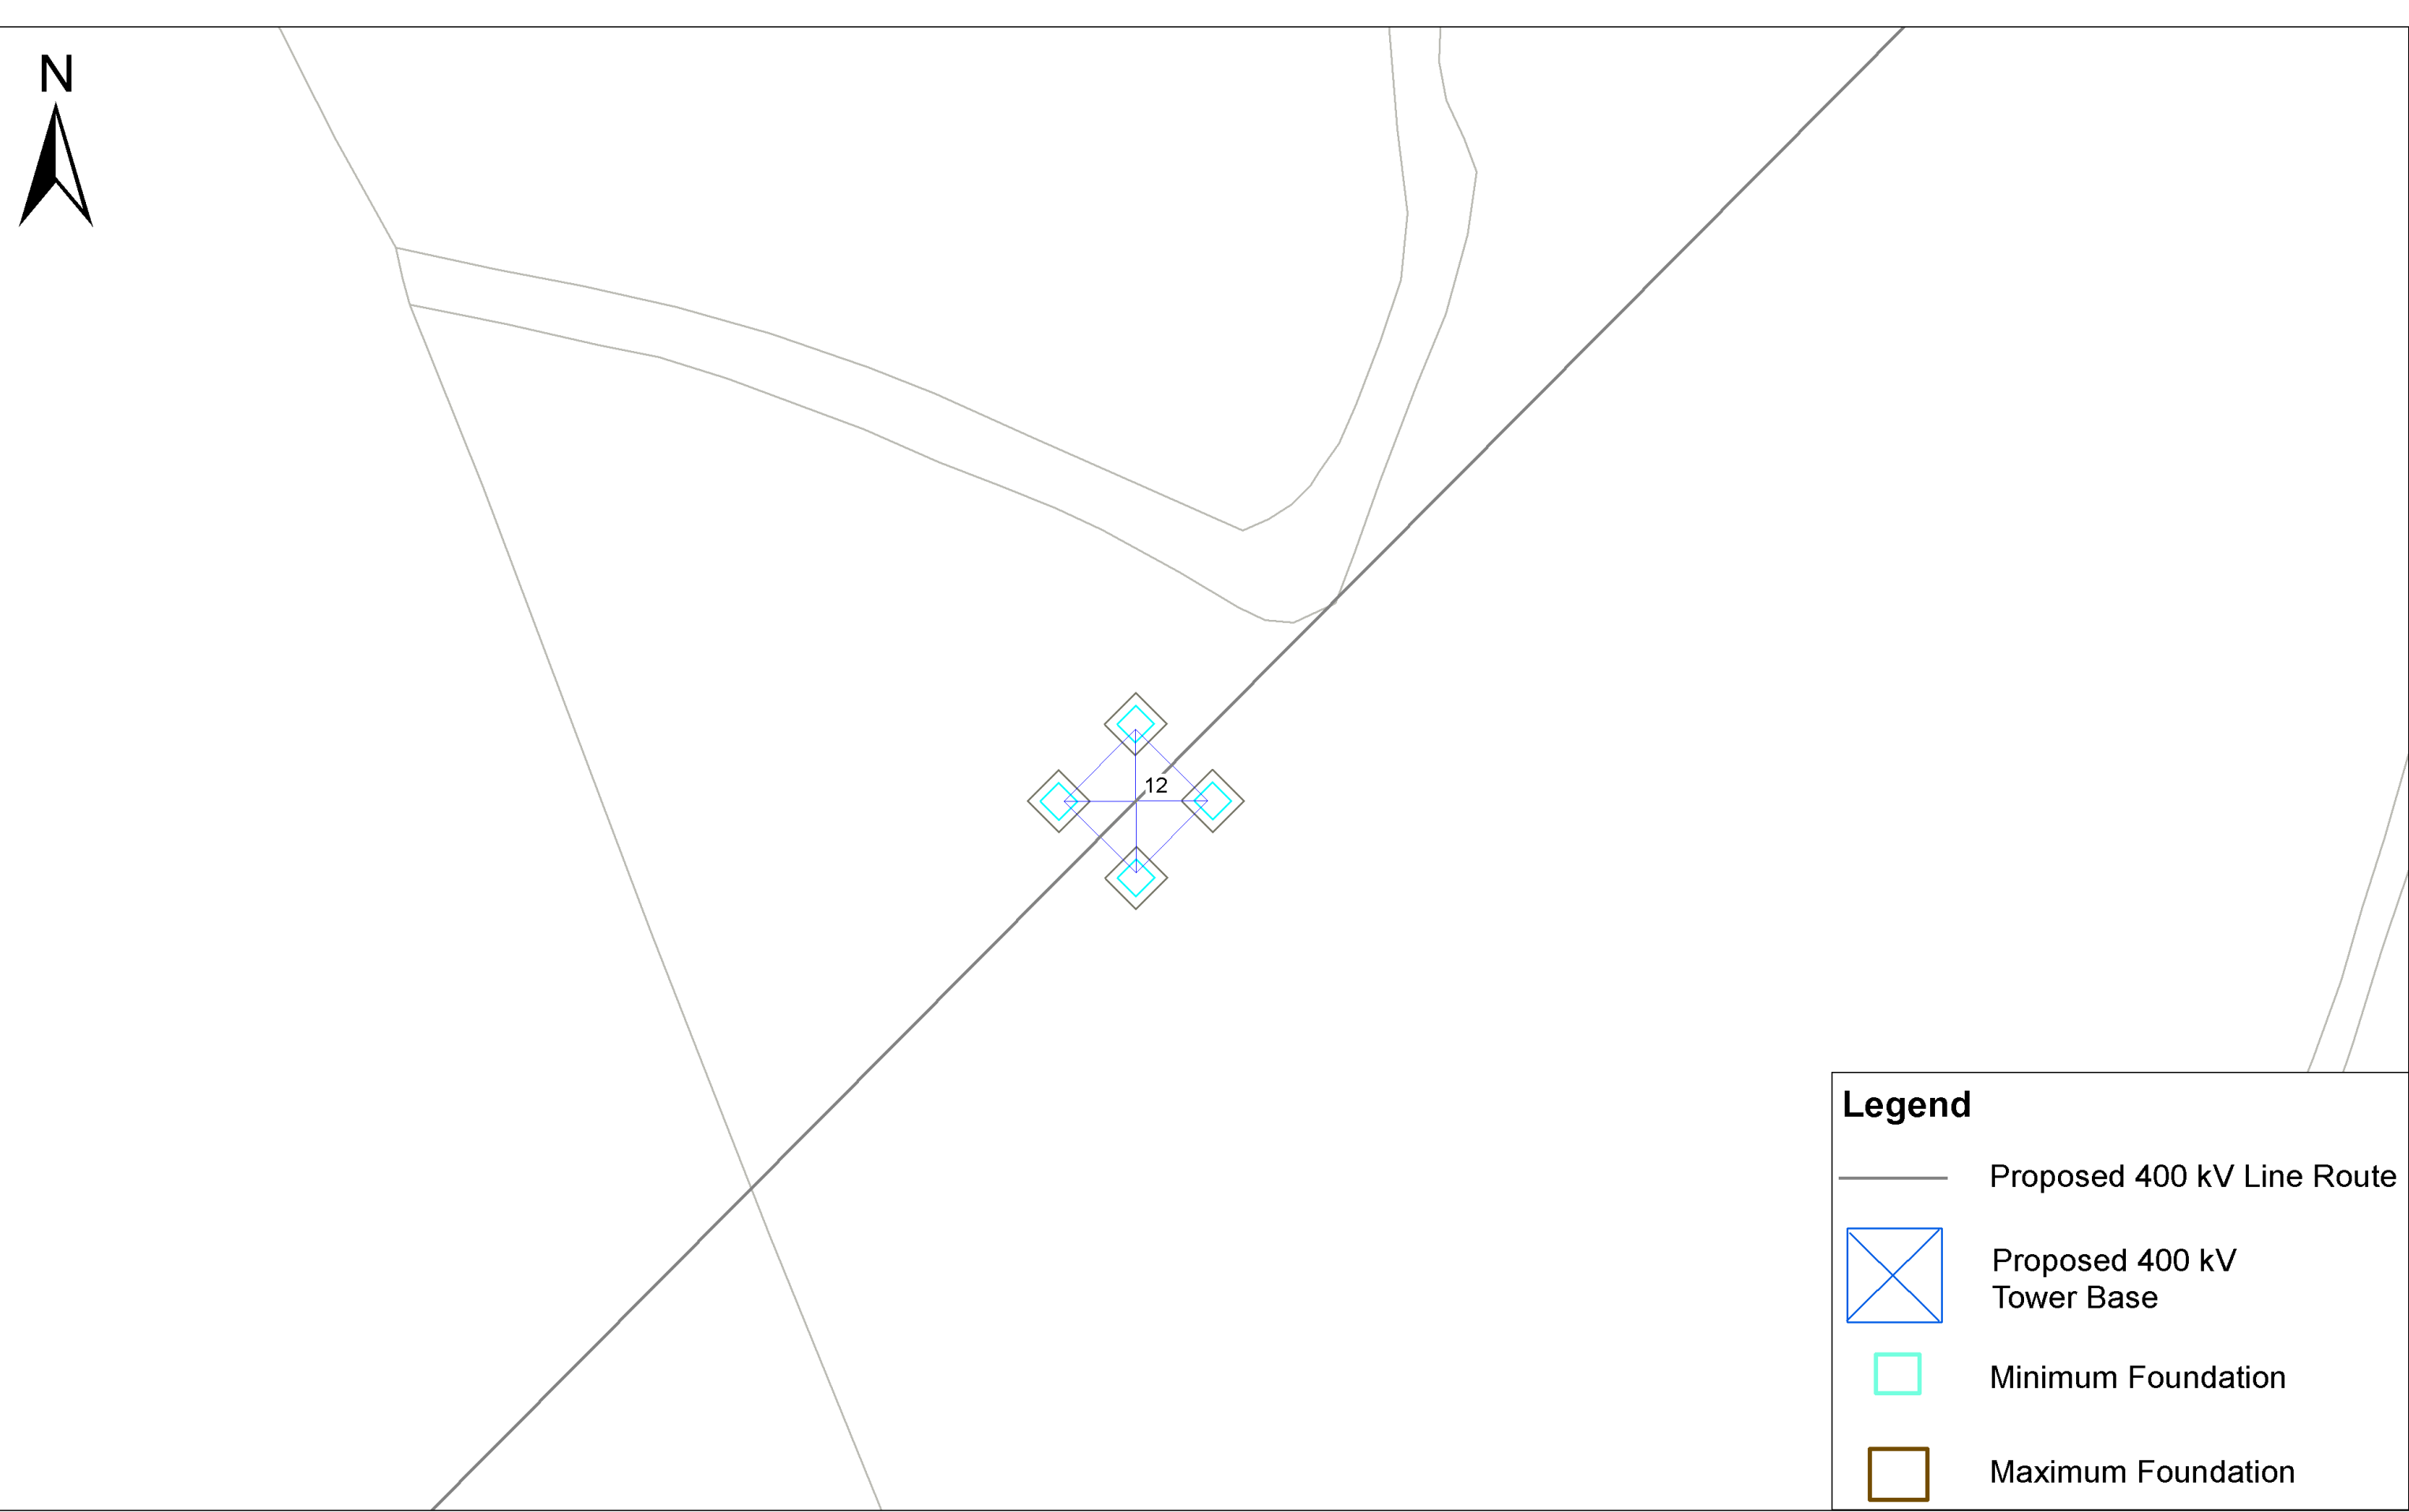 N
12
Legend
Proposed 400 kV Line Route
Proposed 400 kV
Tower Base
Minimum Foundation
Maximum Foundation